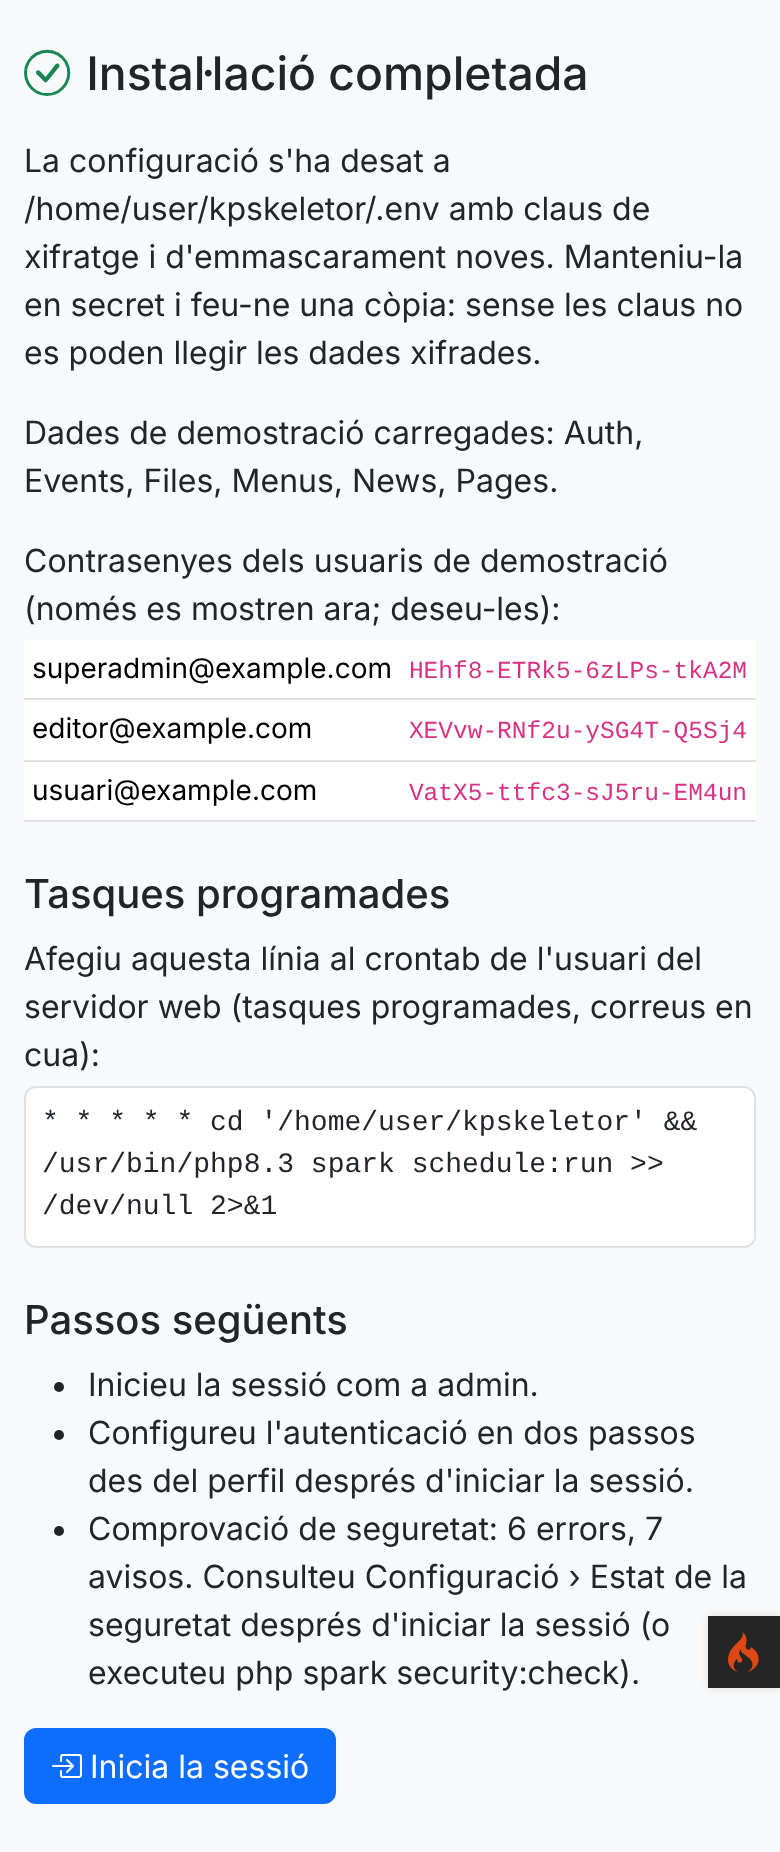 Instal·lació completada
La configuració s'ha desat a
/home/user/kpskeletor/.env amb claus de
xifratge i d'emmascarament noves. Manteniu-la
en secret i feu-ne una còpia: sense les claus no
es poden llegir les dades xifrades.
Dades de demostració carregades: Auth,
Events, Files, Menus, News, Pages.
Contrasenyes dels usuaris de demostració
(només es mostren ara; deseu-les):
superadmin@example.com HEhf8-ETRk5-6zLPs-tkA2M
editor@example.com XEVvw-RNf2u-ySG4T-Q5Sj4
usuari@example.com VatX5-ttfc3-sJ5ru-EM4un
Tasques programades
Afegiu aquesta línia al crontab de l'usuari del
servidor web (tasques programades, correus en
cua):
* * * * * cd '/home/user/kpskeletor' &&
/usr/bin/php8.3 spark schedule:run >>
/dev/null 2>&1
Passos següents
• Inicieu la sessió com a admin.
• Configureu l'autenticació en dos passos
des del perfil després d'iniciar la sessió.
• Comprovació de seguretat: 6 errors, 7
avisos. Consulteu Configuració › Estat de la
seguretat després d'iniciar la sessió (o
executeu php spark security:check).
Inicia la sessió